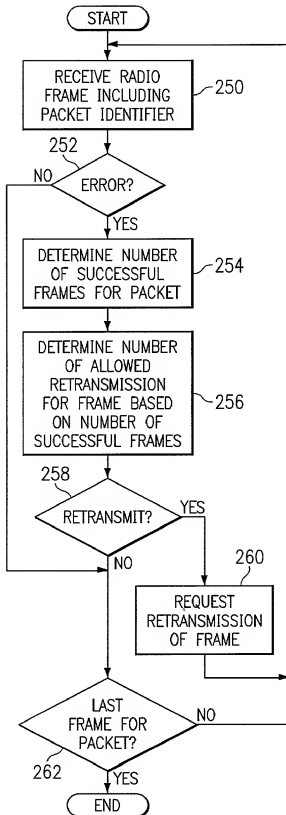 START
RECEIVE RADIO
FRAME INCLUDING
PACKET IDENTIFIER
250
252
NO
ERROR?
YES
DETERMINE NUMBER
OF SUCCESSFUL
FRAMES FOR PACKET
254
DETERMINE NUMBER
OF ALLOWED
RETRANSMISSION
FOR FRAME BASED
ON NUMBER OF
SUCCESSFUL FRAMES
256
258
RETRANSMIT?
YES
NO
260
REQUEST
RETRANSMISSION
OF FRAME
LAST
FRAME FOR
PACKET?
NO
262
YES
END